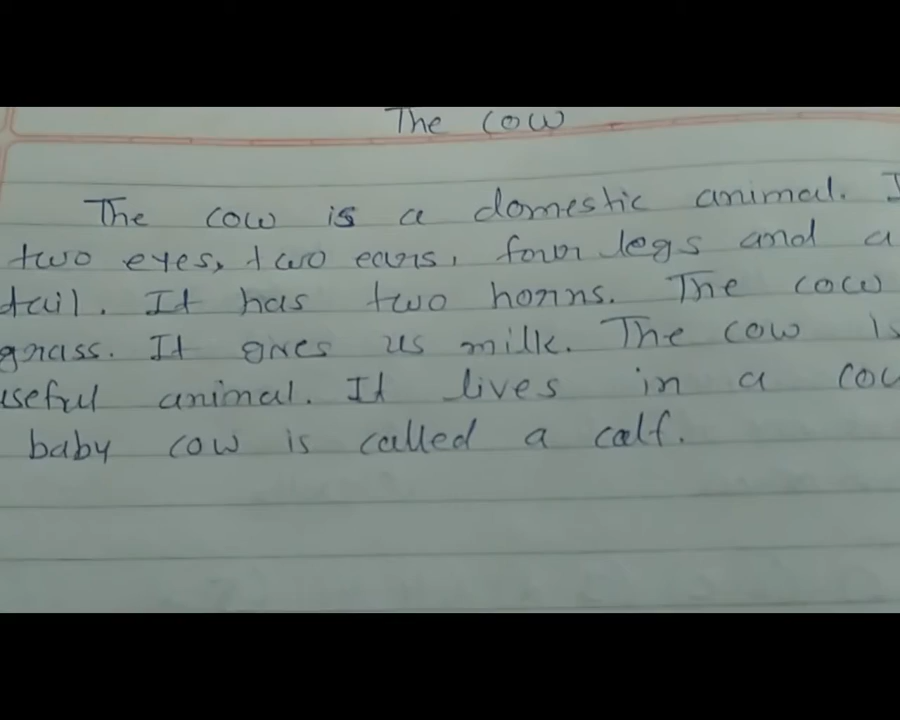 The cow
The cow is a domestic animal. I
two eyes, two ears, four legs and a
tail. It has two horns. The cow
grass. It gives us milk. The cow is
useful animal. It lives in a
baby cow is called a calf.